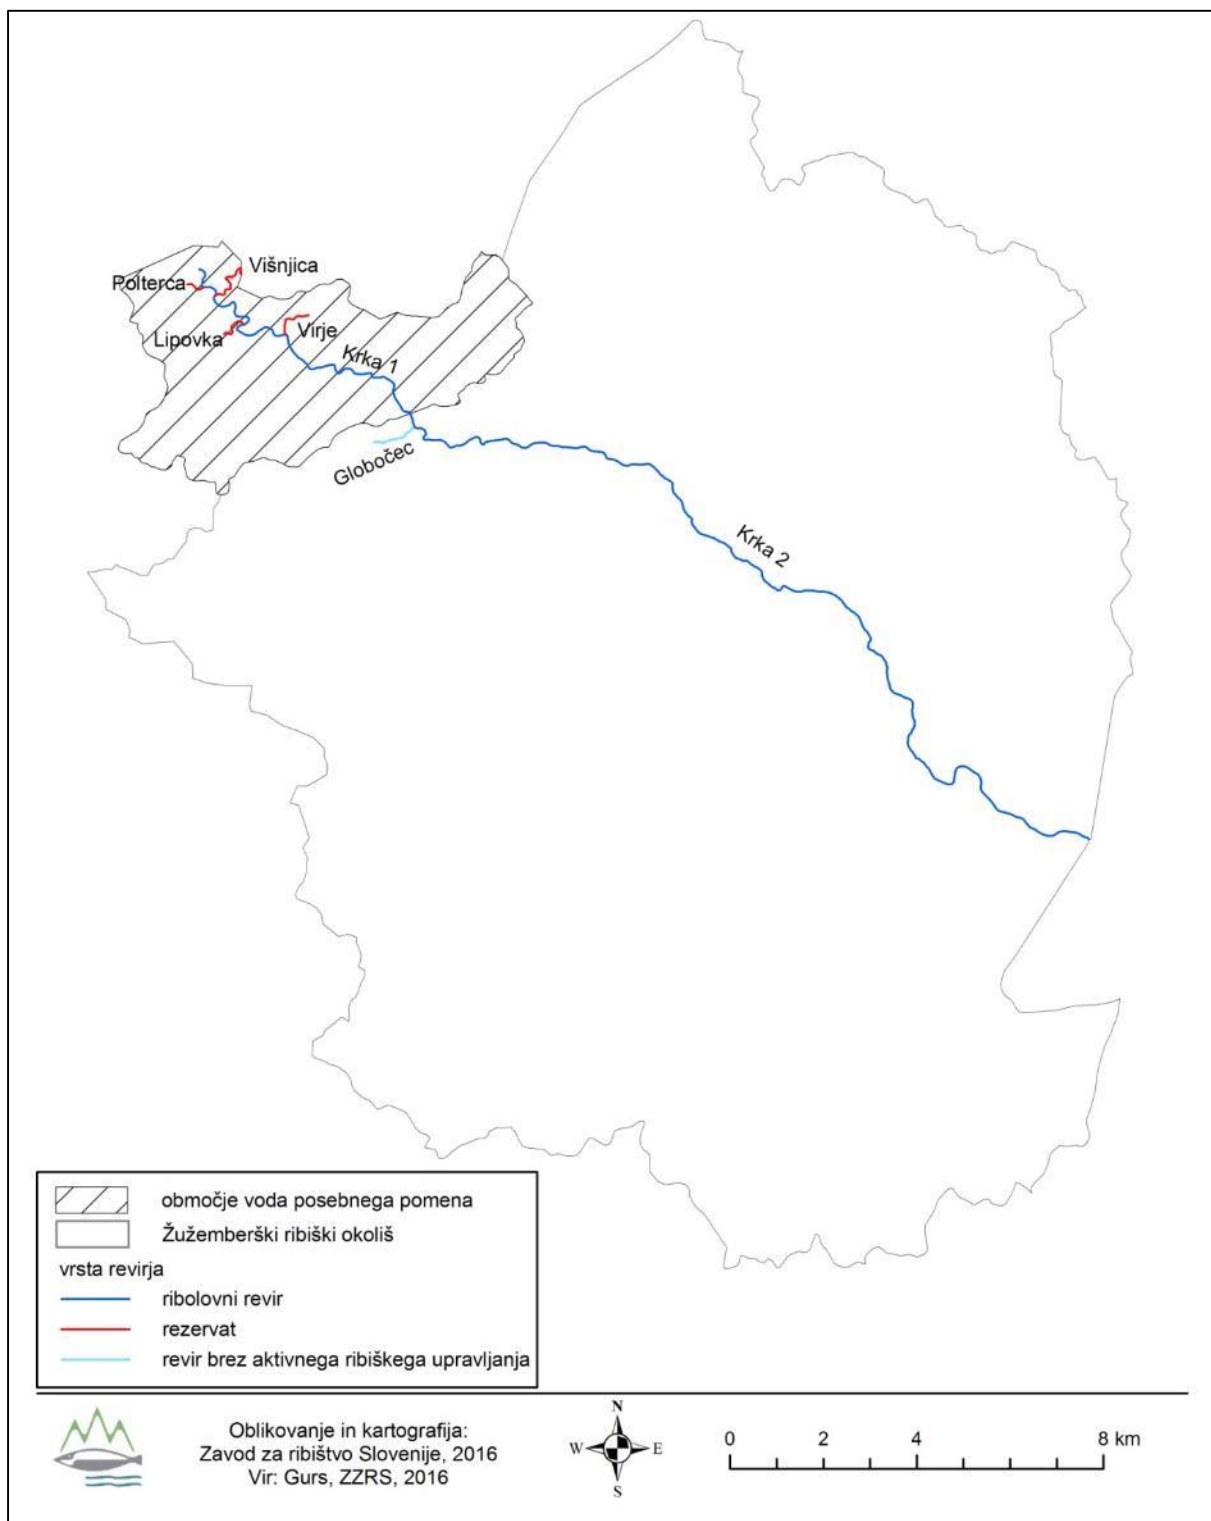 Višnjica
Polterca
Lipovka
Virje
Krka 1
Globočec
Krka 2
območje voda posebnega pomena
Žužemberški ribiški okoliš
vrsta revirja
ribolovni revir
rezervat
revir brez aktivnega ribiškega upravljanja
Oblikovanje in kartografija:
Zavod za ribištvo Slovenije, 2016
Vir: Gurs, ZZRS, 2016
N
W E
S
0 2 4 8 km